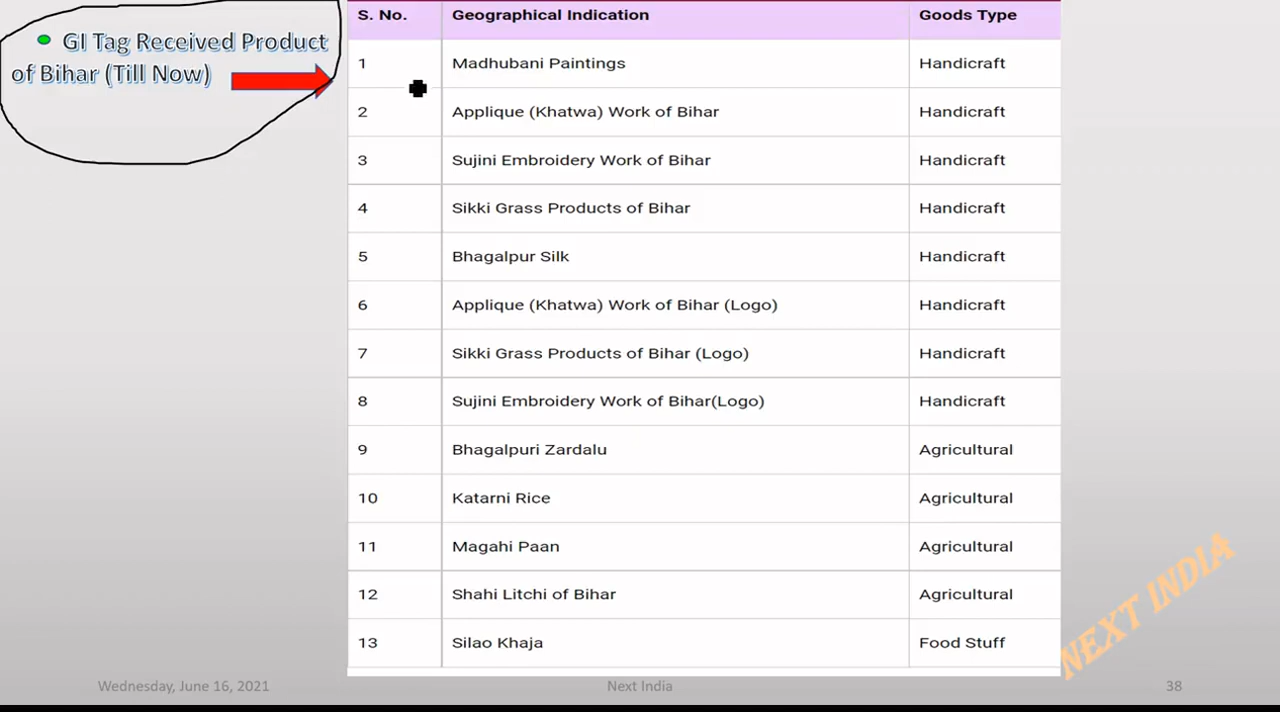 GI Tag Received Product
of Bihar (Till Now)
S. No. Geographical Indication Goods Type
1 Madhubani Paintings Handicraft
2 Applique (Khatwa) Work of Bihar Handicraft
3 Sujini Embroidery Work of Bihar Handicraft
4 Sikki Grass Products of Bihar Handicraft
5 Bhagalpur Silk Handicraft
6 Applique (Khatwa) Work of Bihar (Logo) Handicraft
7 Sikki Grass Products of Bihar (Logo) Handicraft
8 Sujini Embroidery Work of Bihar(Logo) Handicraft
9 Bhagalpuri Zardalu Agricultural
10 Katarni Rice Agricultural
11 Magahi Paan Agricultural
12 Shahi Litchi of Bihar Agricultural
13 Silao Khaja Food Stuff
NEXT INDIA
Wednesday, June 16, 2021 Next India 38